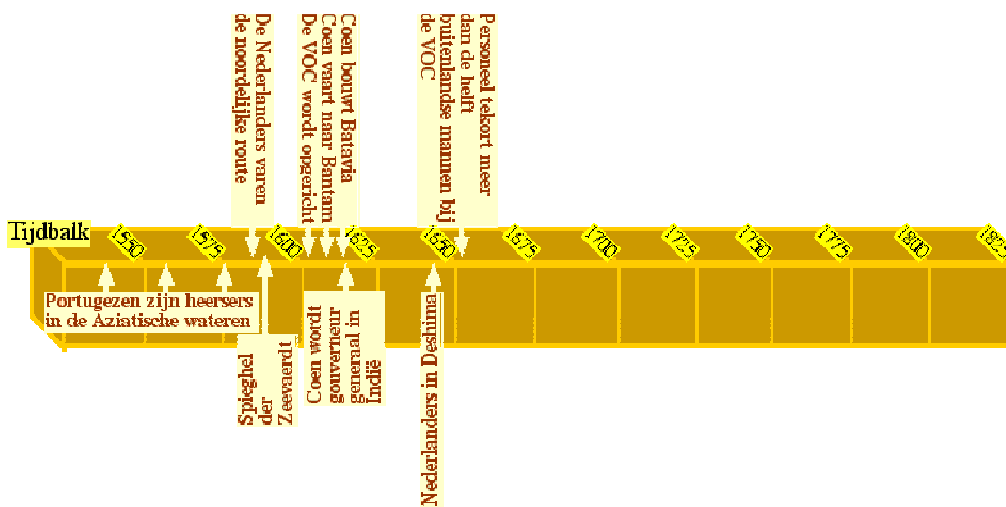 De Nederlanders varen
de noordelijke route
Coen bouwt Batavia
Coen vaart naar Bantam
De VOC wordt opgericht
Personeel tekort meer
dan de helft
buitenlandse mannen bij
de VOC
Tijdbalk
1550
1575
1600
1625
1650
1675
1700
1725
1750
1775
1800
1825
Portugezen zijn heersers
in de Aziatische wateren
Spieghel
der
Zeevaerdt
Coen wordt
gouverneur
generaal in
Indië
Nederlanders in Deshima